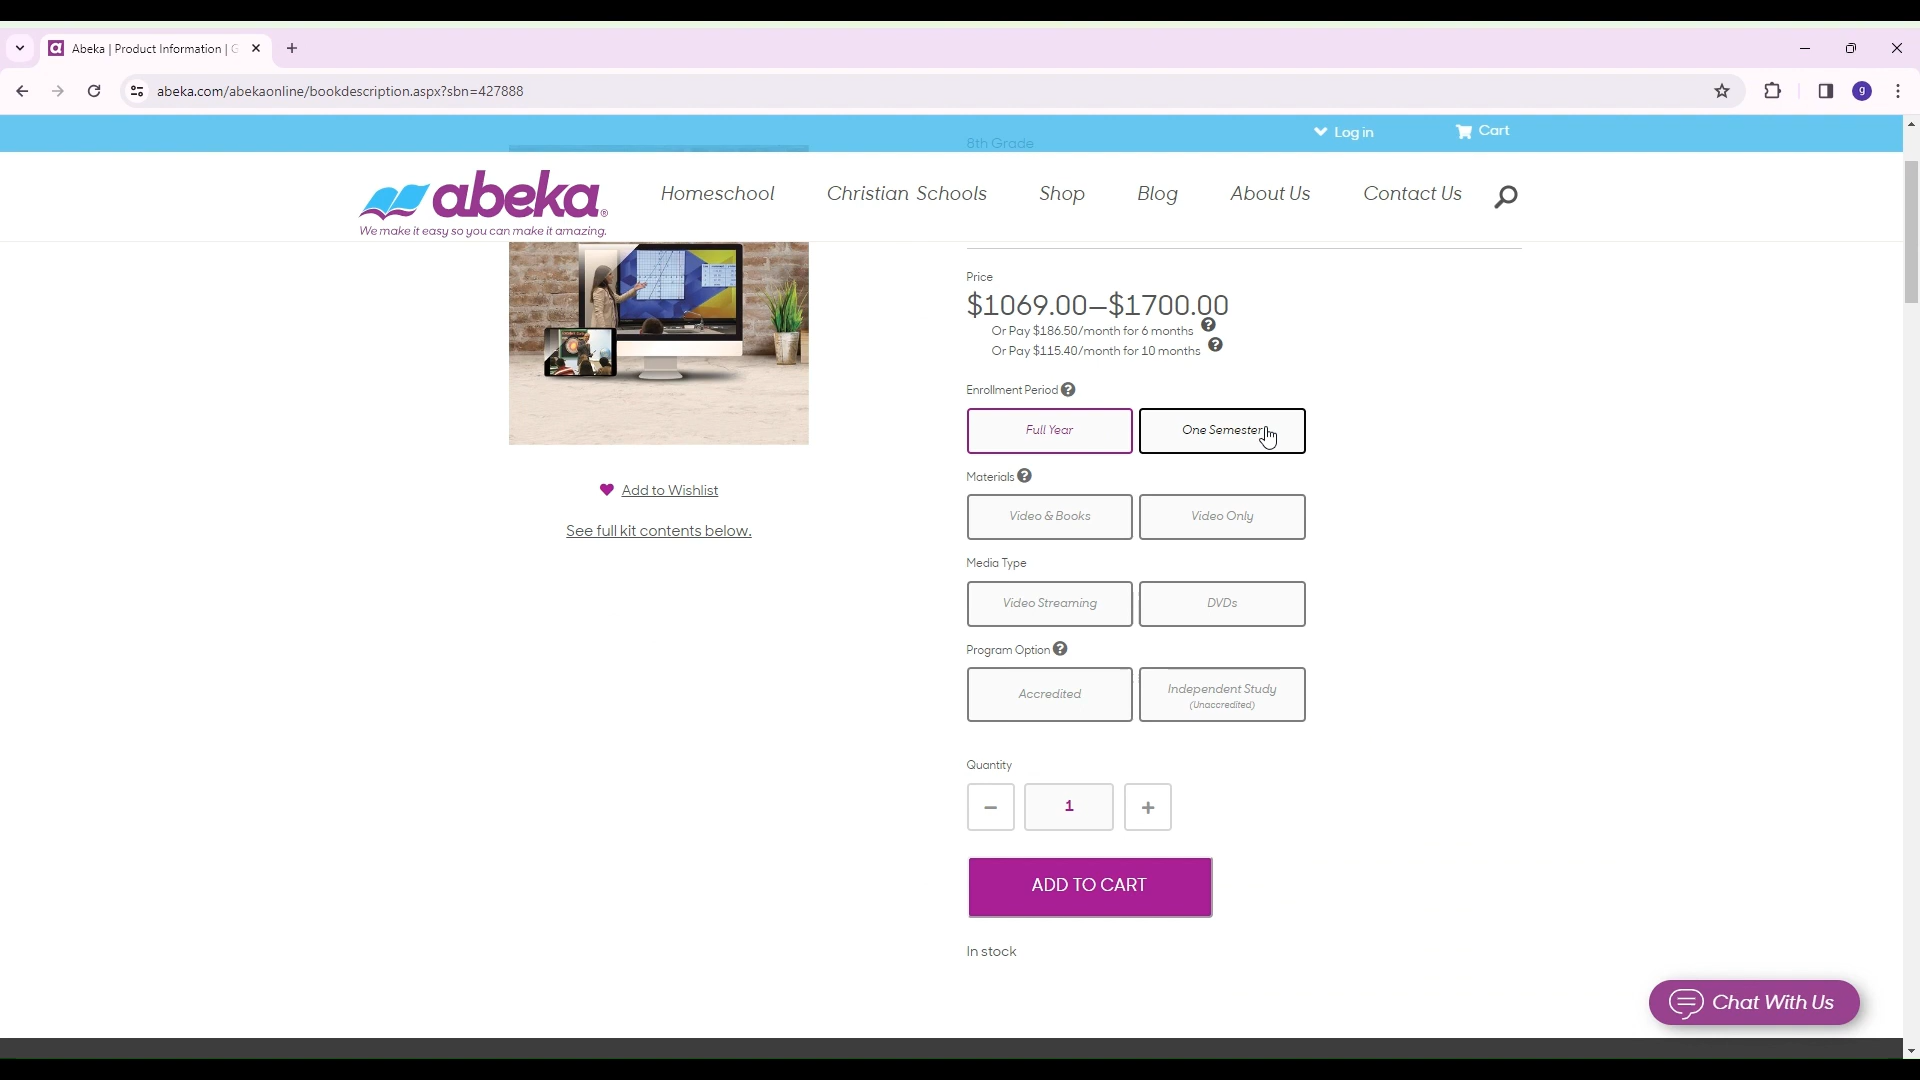 Abeka | Product Information | G
abeka.com/abekaonline/bookdescription.aspx?sbn=427888
g
8th Grade
Log in
Cart
abeka
We make it easy so you can make it amazing.
Homeschool
Christian Schools
Shop
Blog
About Us
Contact Us
Price
$1069.00–$1700.00
Or Pay $186.50/month for 6 months ?
Or Pay $115.40/month for 10 months ?
Enrollment Period ?
Full Year
One Semester
Add to Wishlist
See full kit contents below.
Materials ?
Video & Books
Video Only
Media Type
Video Streaming
DVDs
Program Option ?
Accredited
Independent Study
(Unaccredited)
Quantity
− 1 +
ADD TO CART
In stock
Chat With Us